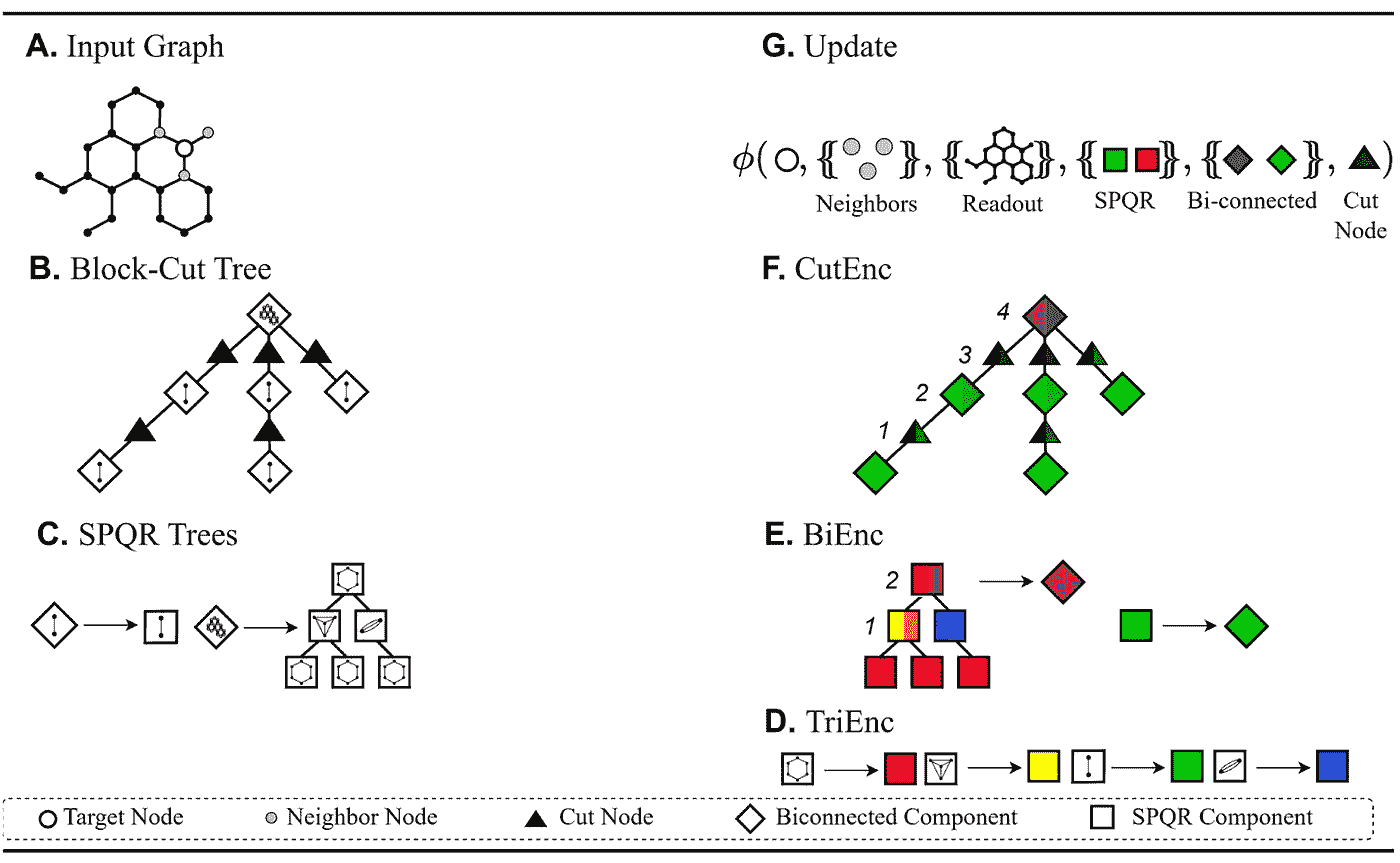 A. Input Graph
B. Block-Cut Tree
C. SPQR Trees
G. Update
ϕ( , {{ }}, {{ }}, {{ }}, {{ }}, )
Neighbors Readout SPQR Bi-connected Cut
Node
F. CutEnc
4
3
2
1
E. BiEnc
2
1
D. TriEnc
Target Node Neighbor Node Cut Node Biconnected Component SPQR Component